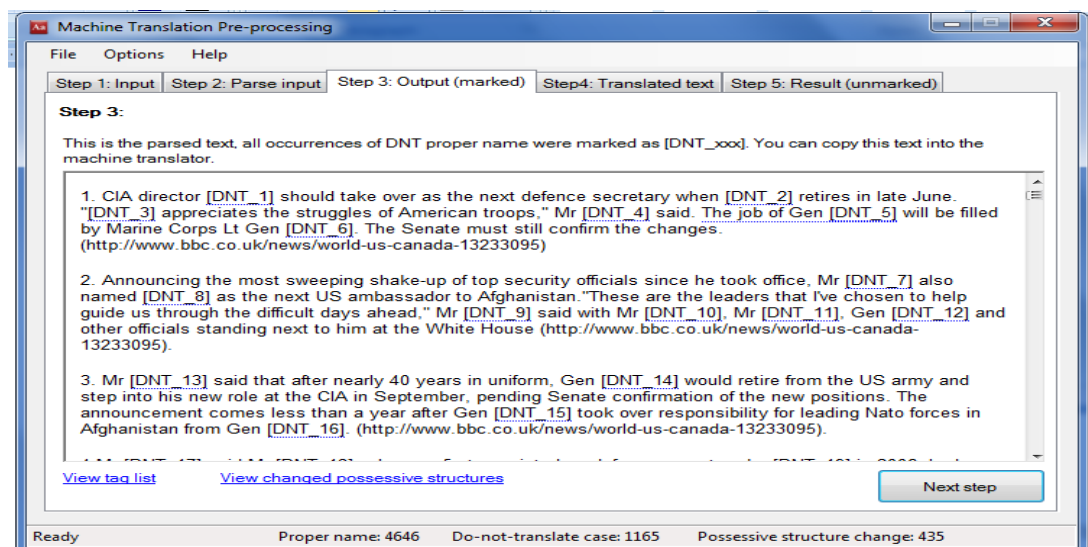 Machine Translation Pre-processing
File Options Help
Step 1: Input Step 2: Parse input Step 3: Output (marked) Step4: Translated text Step 5: Result (unmarked)
Step 3:
This is the parsed text, all occurrences of DNT proper name were marked as [DNT_xxx]. You can copy this text into the
machine translator.
1. CIA director [DNT_1] should take over as the next defence secretary when [DNT_2] retires in late June.
"[DNT_3] appreciates the struggles of American troops," Mr [DNT_4] said. The job of Gen [DNT_5] will be filled
by Marine Corps Lt Gen [DNT_6]. The Senate must still confirm the changes.
(http://www.bbc.co.uk/news/world-us-canada-13233095)
2. Announcing the most sweeping shake-up of top security officials since he took office, Mr [DNT_7] also
named [DNT_8] as the next US ambassador to Afghanistan."These are the leaders that I've chosen to help
guide us through the difficult days ahead," Mr [DNT_9] said with Mr [DNT_10], Mr [DNT_11], Gen [DNT_12] and
other officials standing next to him at the White House (http://www.bbc.co.uk/news/world-us-canada-
13233095).
3. Mr [DNT_13] said that after nearly 40 years in uniform, Gen [DNT_14] would retire from the US army and
step into his new role at the CIA in September, pending Senate confirmation of the new positions. The
announcement comes less than a year after Gen [DNT_15] took over responsibility for leading Nato forces in
Afghanistan from Gen [DNT_16]. (http://www.bbc.co.uk/news/world-us-canada-13233095).
View tag list View changed possessive structures
Next step
Ready Proper name: 4646 Do-not-translate case: 1165 Possessive structure change: 435